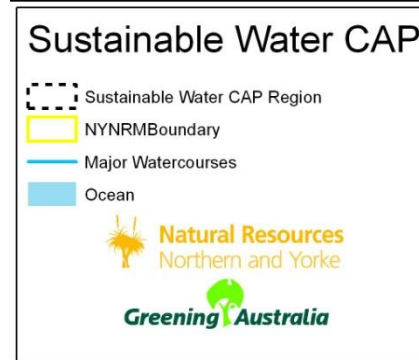 Sustainable Water CAP
Sustainable Water CAP Region
NYNRMBoundary
Major Watercourses
Ocean
Natural Resources
Northern and Yorke
Greening Australia